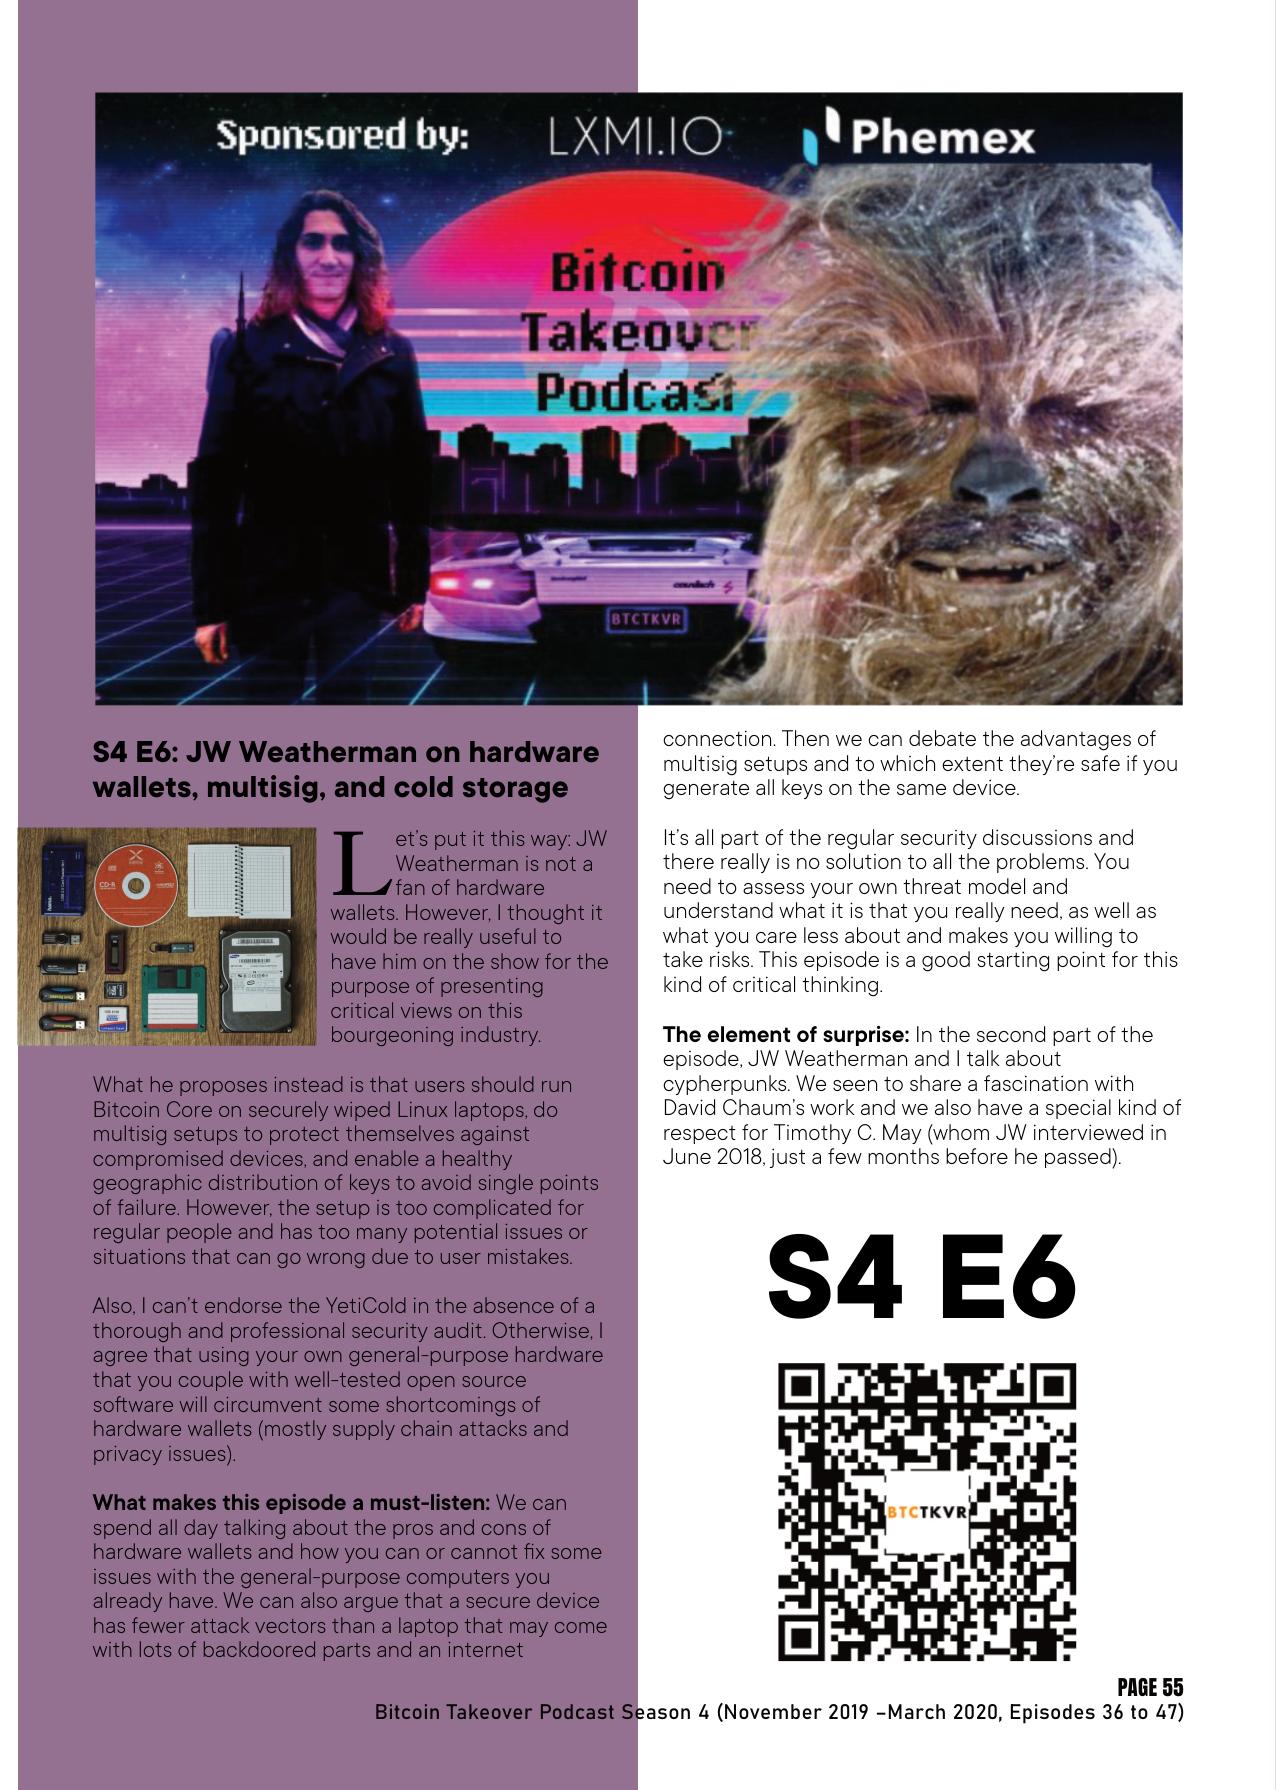 Sponsored by: LXMI.IO Phemex
Bitcoin
Takeover
Podcast
countach S
BTCTKVR
S4 E6: JW Weatherman on hardware
wallets, multisig, and cold storage
CD-R
Let's put it this way: JW
Weatherman is not a
fan of hardware
wallets. However, I thought it
would be really useful to
have him on the show for the
purpose of presenting
critical views on this
bourgeoning industry.
What he proposes instead is that users should run
Bitcoin Core on securely wiped Linux laptops, do
multisig setups to protect themselves against
compromised devices, and enable a healthy
geographic distribution of keys to avoid single points
of failure. However, the setup is too complicated for
regular people and has too many potential issues or
situations that can go wrong due to user mistakes.
Also, I can't endorse the YetiCold in the absence of a
thorough and professional security audit. Otherwise, I
agree that using your own general-purpose hardware
that you couple with well-tested open source
software will circumvent some shortcomings of
hardware wallets (mostly supply chain attacks and
privacy issues).
What makes this episode a must-listen: We can
spend all day talking about the pros and cons of
hardware wallets and how you can or cannot fix some
issues with the general-purpose computers you
already have. We can also argue that a secure device
has fewer attack vectors than a laptop that may come
with lots of backdoored parts and an internet
connection. Then we can debate the advantages of
multisig setups and to which extent they're safe if you
generate all keys on the same device.
It's all part of the regular security discussions and
there really is no solution to all the problems. You
need to assess your own threat model and
understand what it is that you really need, as well as
what you care less about and makes you willing to
take risks. This episode is a good starting point for this
kind of critical thinking.
The element of surprise: In the second part of the
episode, JW Weatherman and I talk about
cypherpunks. We seen to share a fascination with
David Chaum's work and we also have a special kind of
respect for Timothy C. May (whom JW interviewed in
June 2018, just a few months before he passed).
S4 E6
BTCTKVR
PAGE 55
Bitcoin Takeover Podcast Season 4 (November 2019 –March 2020, Episodes 36 to 47)